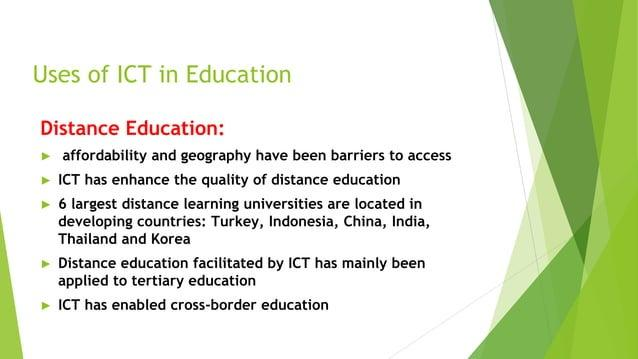 Uses of ICT in Education
Distance Education:
► affordability and geography have been barriers to access
► ICT has enhance the quality of distance education
► 6 largest distance learning universities are located in
developing countries: Turkey, Indonesia, China, India,
Thailand and Korea
► Distance education facilitated by ICT has mainly been
applied to tertiary education
► ICT has enabled cross-border education